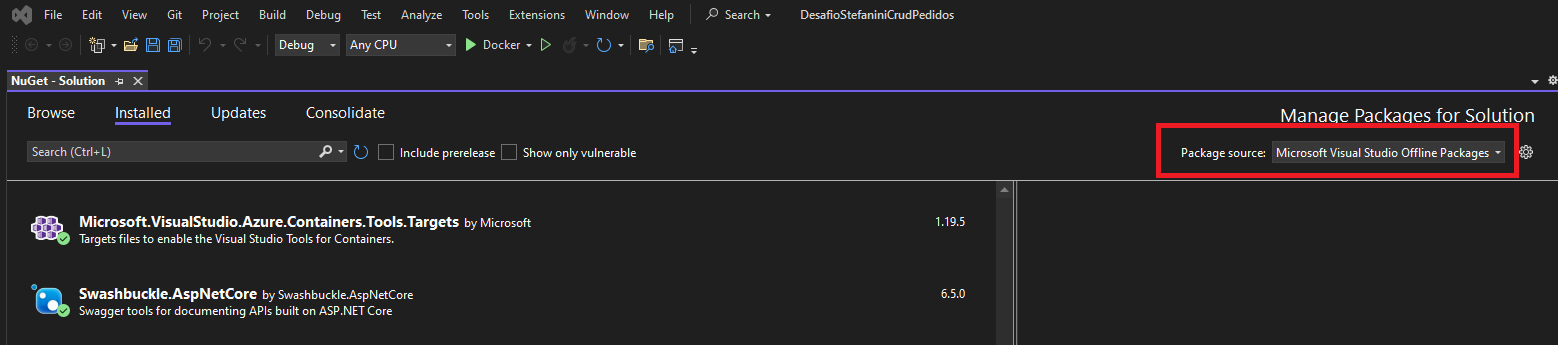 File Edit View Git Project Build Debug Test Analyze Tools Extensions Window Help Search DesafioStefaniniCrudPedidos
Debug Any CPU Docker
NuGet - Solution
Browse Installed Updates Consolidate Manage Packages for Solution
Search (Ctrl+L) Include prerelease Show only vulnerable Package source: Microsoft Visual Studio Offline Packages
Microsoft.VisualStudio.Azure.Containers.Tools.Targets by Microsoft 1.19.5
Targets files to enable the Visual Studio Tools for Containers.
Swashbuckle.AspNetCore by Swashbuckle.AspNetCore 6.5.0
Swagger tools for documenting APIs built on ASP.NET Core